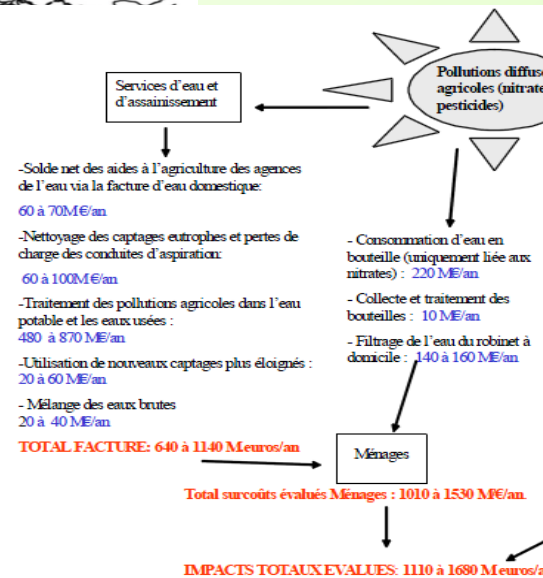 Pollutions diffuse
agricoles (nitrate
pesticides)
Services d'eau et
d'assainissement
-Solde net des aides à l'agriculture des agences
de l'eau via la facture d'eau domestique:
60 à 70M€/an
-Nettoyage des captages eutrophes et pertes de
charge des conduites d'aspiration:
60 à 100M€/an
-Traitement des pollutions agricoles dans l'eau
potable et les eaux usées :
480 à 870 M€/an
-Utilisation de nouveaux captages plus éloignés :
20 à 60 M€/an
- Mélange des eaux brutes
20 à 40 M€/an
TOTAL FACTURE: 640 à 1140 M.euros/an
- Consommation d'eau en
bouteille (uniquement liée aux
nitrates) : 220 M€/an
- Collecte et traitement des
bouteilles : 10 M€/an
- Filtrage de l'eau du robinet à
domicile : 140 à 160 M€/an
Ménages
Total surcoûts évalués Ménages : 1010 à 1530 M/€/an.
IMPACTS TOTAUX EVALUES: 1110 à 1680 M.euros/a